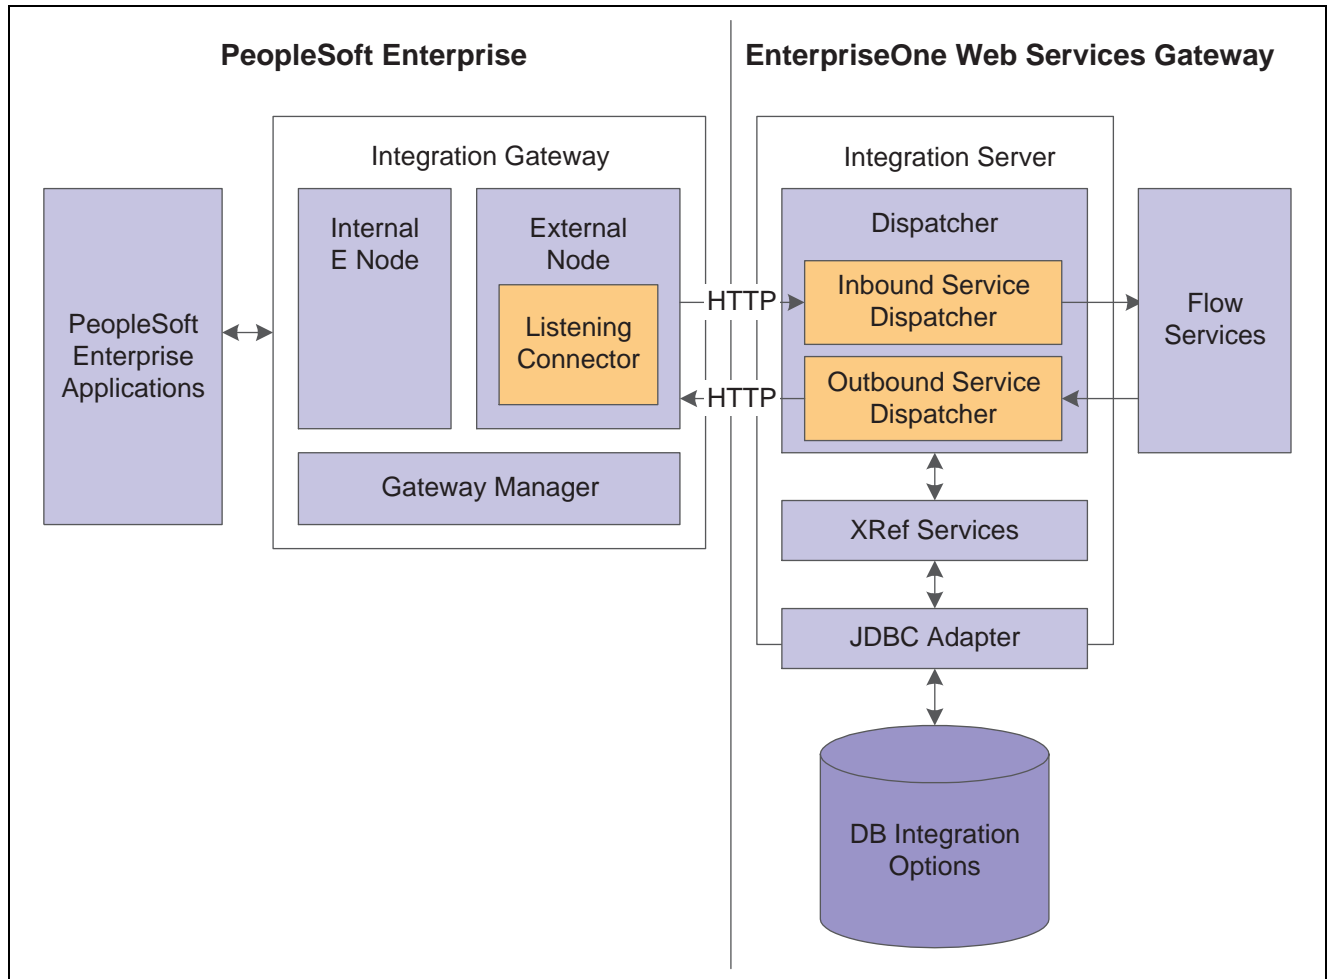 PeopleSoft Enterprise
EnterpriseOne Web Services Gateway
Integration Gateway
Internal
E Node
External
Node
Listening
Connector
PeopleSoft
Enterprise
Applications
Gateway Manager
HTTP
HTTP
Integration Server
Dispatcher
Inbound Service
Dispatcher
Outbound Service
Dispatcher
Flow
Services
XRef Services
JDBC Adapter
DB Integration
Options